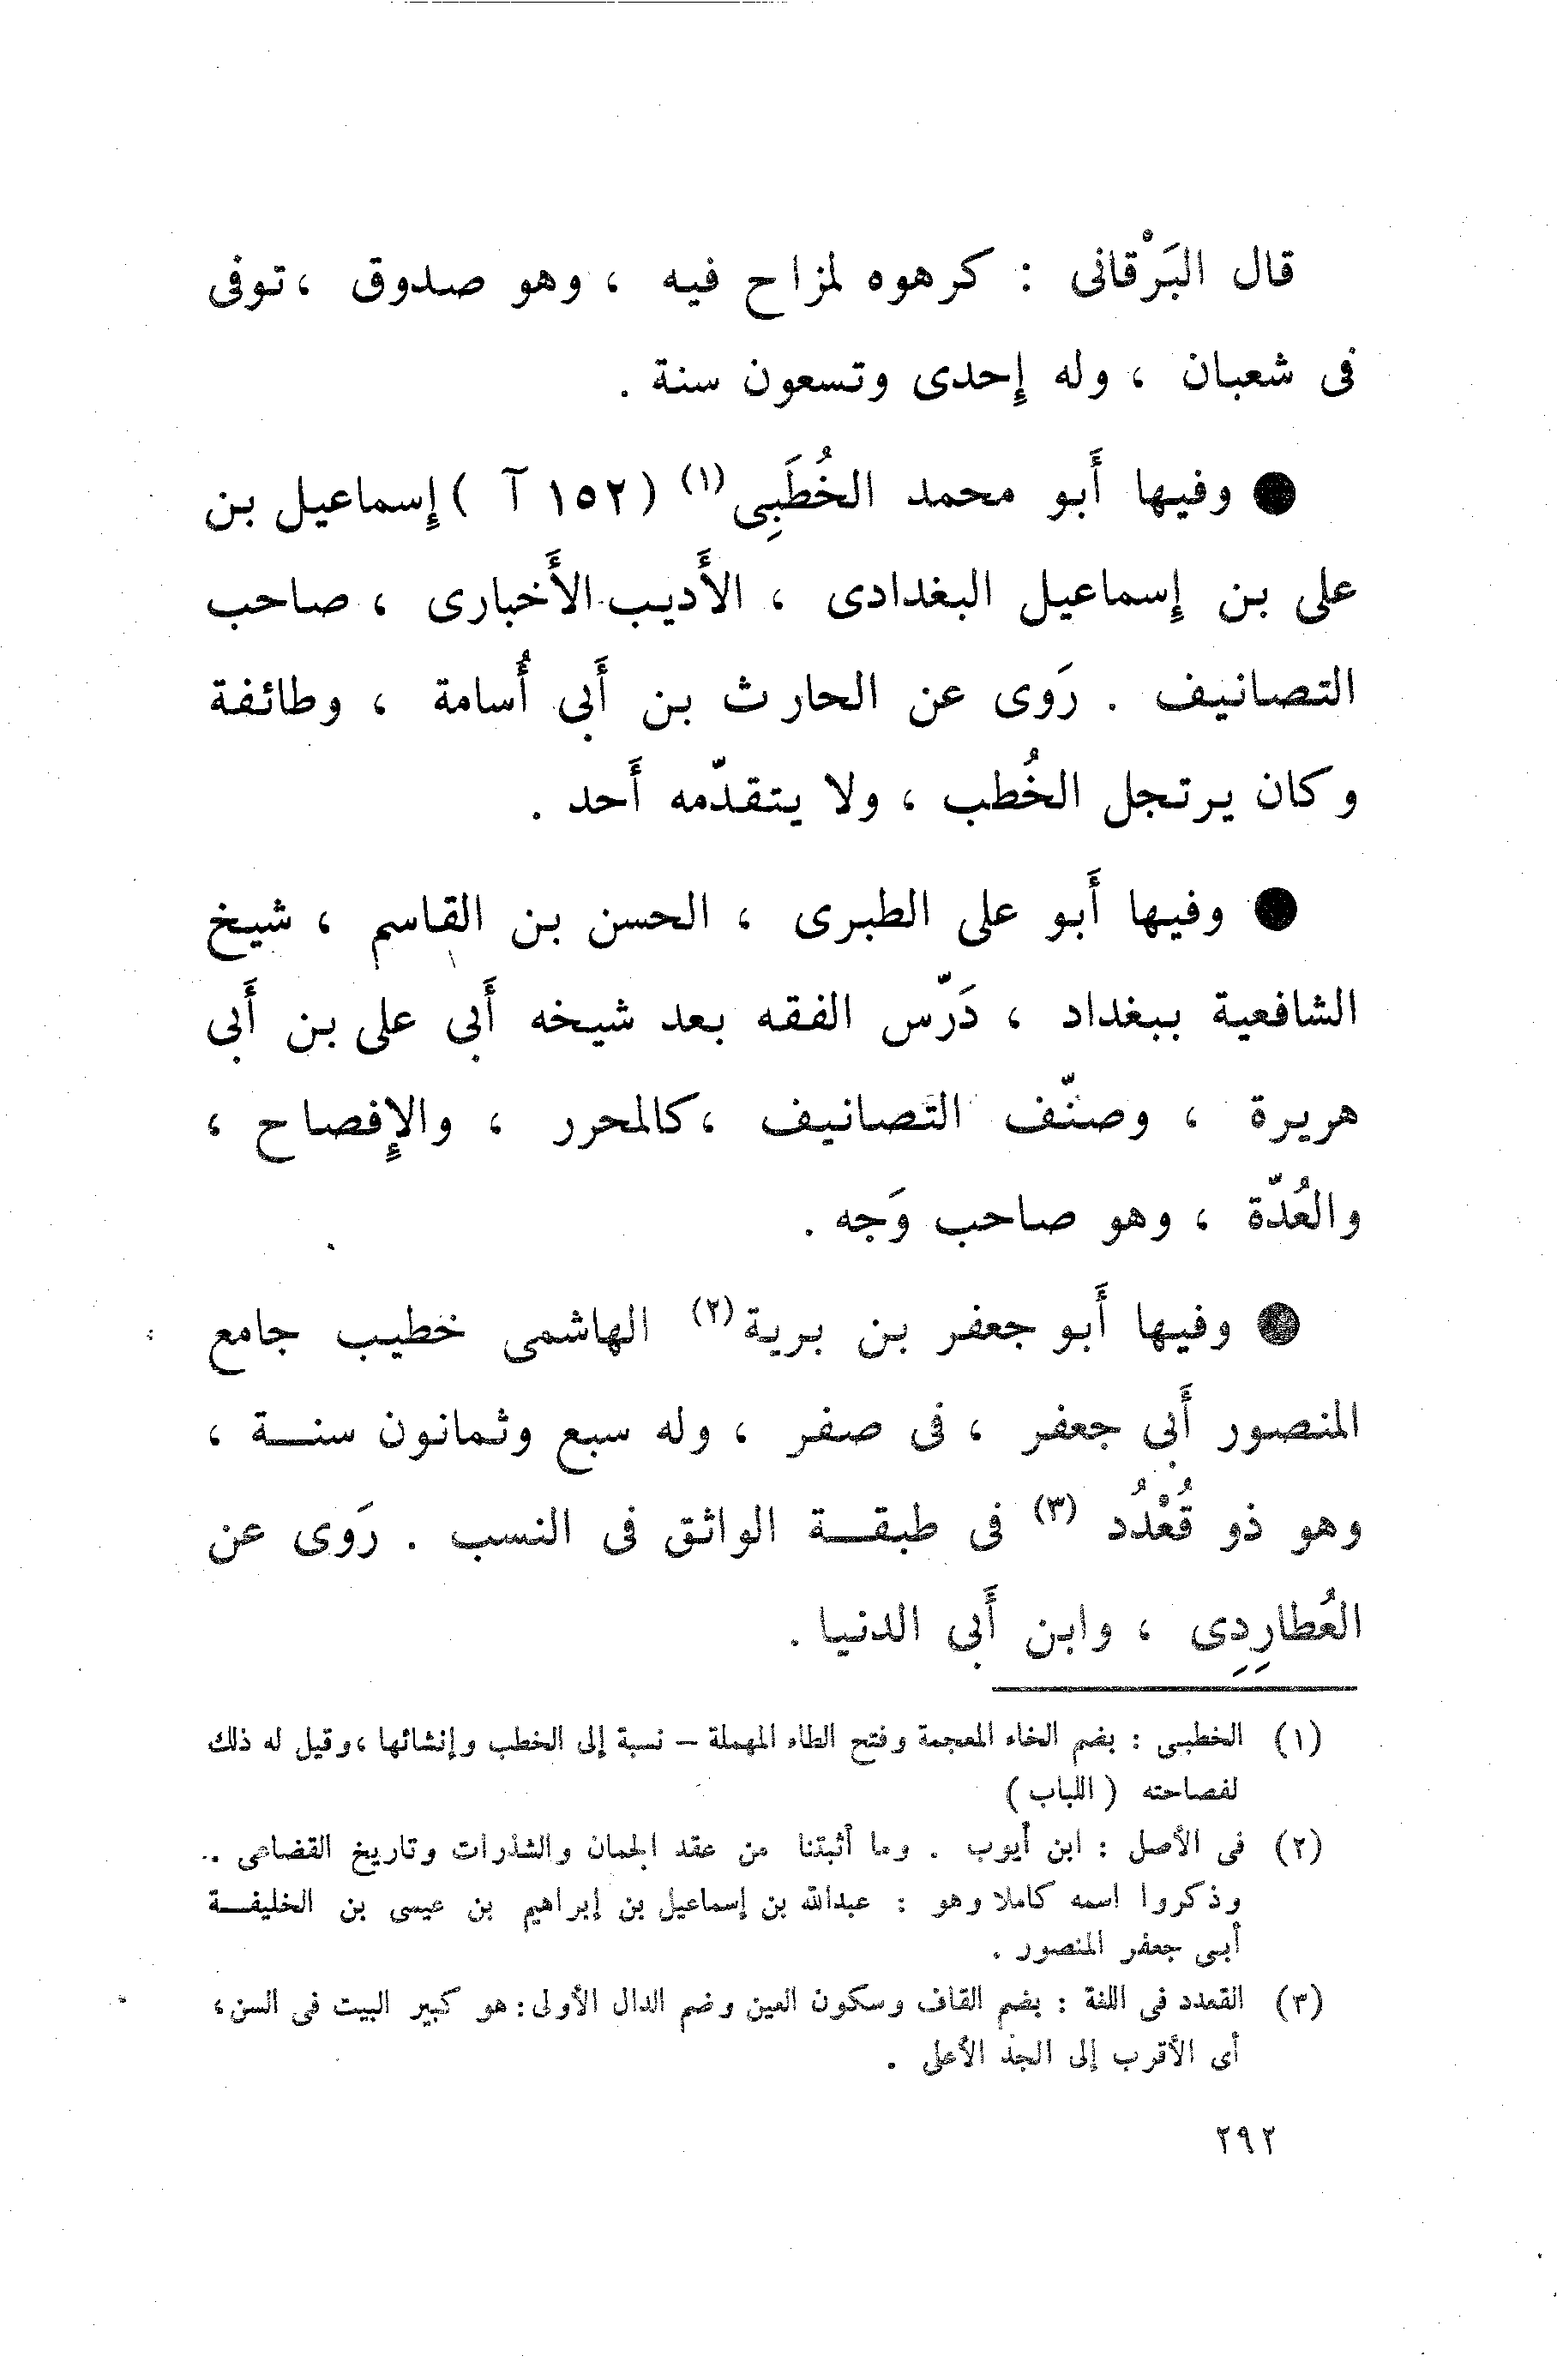 قال البَرْقانى : كرهوه لمزاح فيه ، وهو صدوق ، توفى
فى شعبان ، وله إِحدى وتسعون سنة .
● وفيها أَبو محمد الخُطَبِى(١) (١٥٢ آ) إِسماعيل بن
على بن إِسماعيل البغدادى ، الأَديب الأَخبارى ، صاحب
التصانيف . رَوى عن الحارث بن أَبى أُسامة ، وطائفة
وكان يرتجل الخُطب ، ولا يتقدّمه أَحد .
● وفيها أَبو على الطبرى ، الحسن بن القاسم ، شيخ
الشافعية ببغداد ، دَرّس الفقه بعد شيخه أَبى على بن أَبى
هريرة ، وصنّف التصانيف ، كالمحرر ، والإِفصاح ،
والعُدّة ، وهو صاحب وَجه .
● وفيها أَبو جعفر بن برية(٢) الهاشمى خطيب جامع
المنصور أَبى جعفر ، فى صفر ، وله سبع وثمانون سنة ،
وهو ذو قُعْدُد (٣) فى طبقة الواثق فى النسب . رَوى عن
العُطارِدِى ، وابن أَبى الدنيا .
(١) الخطبى : بضم الخاء المعجمة وفتح الطاء المهملة – نسبة إلى الخطب وإنشائها ، وقيل له ذلك
لفصاحته ( اللباب )
(٢) فى الأصل : ابن أيوب . وما أثبتنا من عقد الجمان والشذرات وتاريخ القضاعى ..
وذكروا اسمه كاملا وهو : عبدالله بن إسماعيل بن إبراهيم بن عيسى بن الخليفة
أبى جعفر المنصور .
(٣) القعدد فى اللغة : بضم القاف وسكون العين وضم الدال الأولى : هو كبير البيت فى السن ،
أى الأقرب إلى الجد الأعلى .
٢٩٢